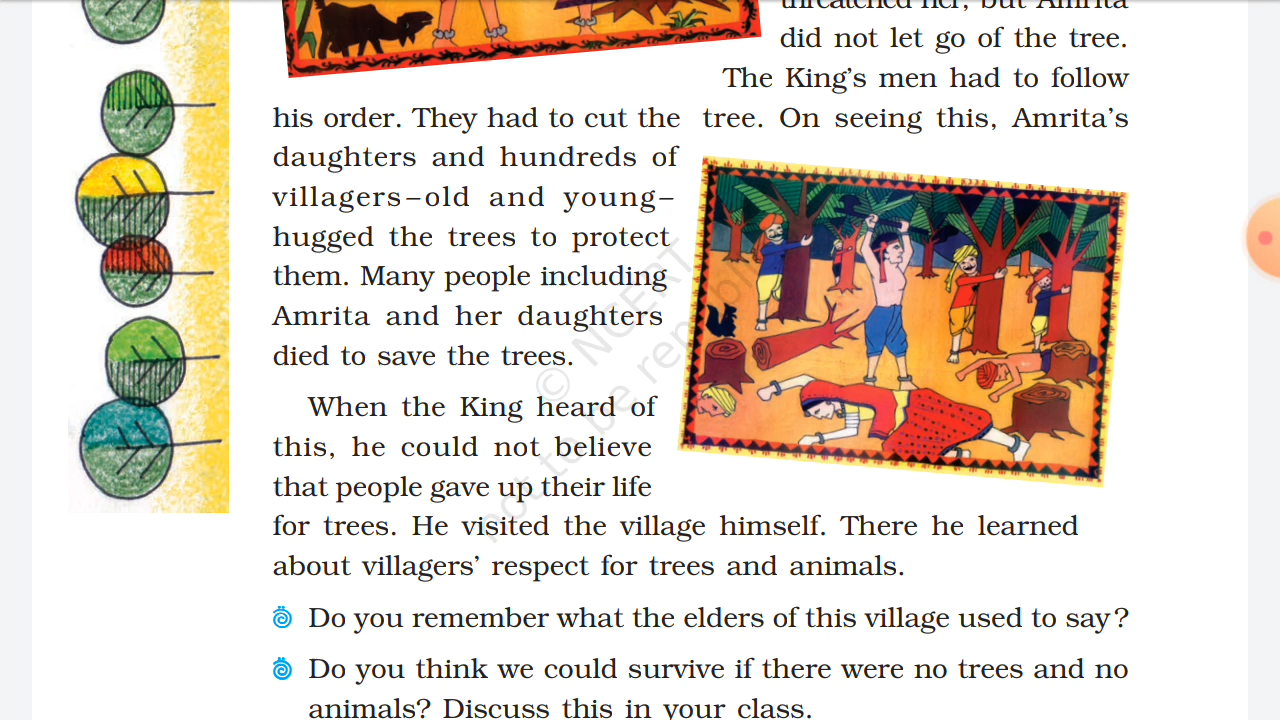 threatened her, but Amrita
did not let go of the tree.
The King's men had to follow
his order. They had to cut the tree. On seeing this, Amrita's
daughters and hundreds of
villagers–old and young–
hugged the trees to protect
them. Many people including
Amrita and her daughters
died to save the trees.
When the King heard of
this, he could not believe
that people gave up their life
for trees. He visited the village himself. There he learned
about villagers' respect for trees and animals.
Do you remember what the elders of this village used to say?
Do you think we could survive if there were no trees and no
animals? Discuss this in your class.
© NCERT
not to be republi